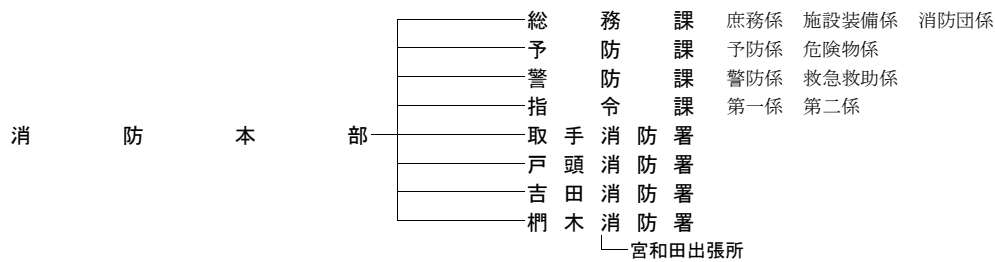 総務課 庶務係 施設装備係 消防団係
予防課 予防係 危険物係
警防課 警防係 救急救助係
指令課 第一係 第二係
消防本部 取手消防署
戸頭消防署
吉田消防署
椚木消防署
宮和田出張所